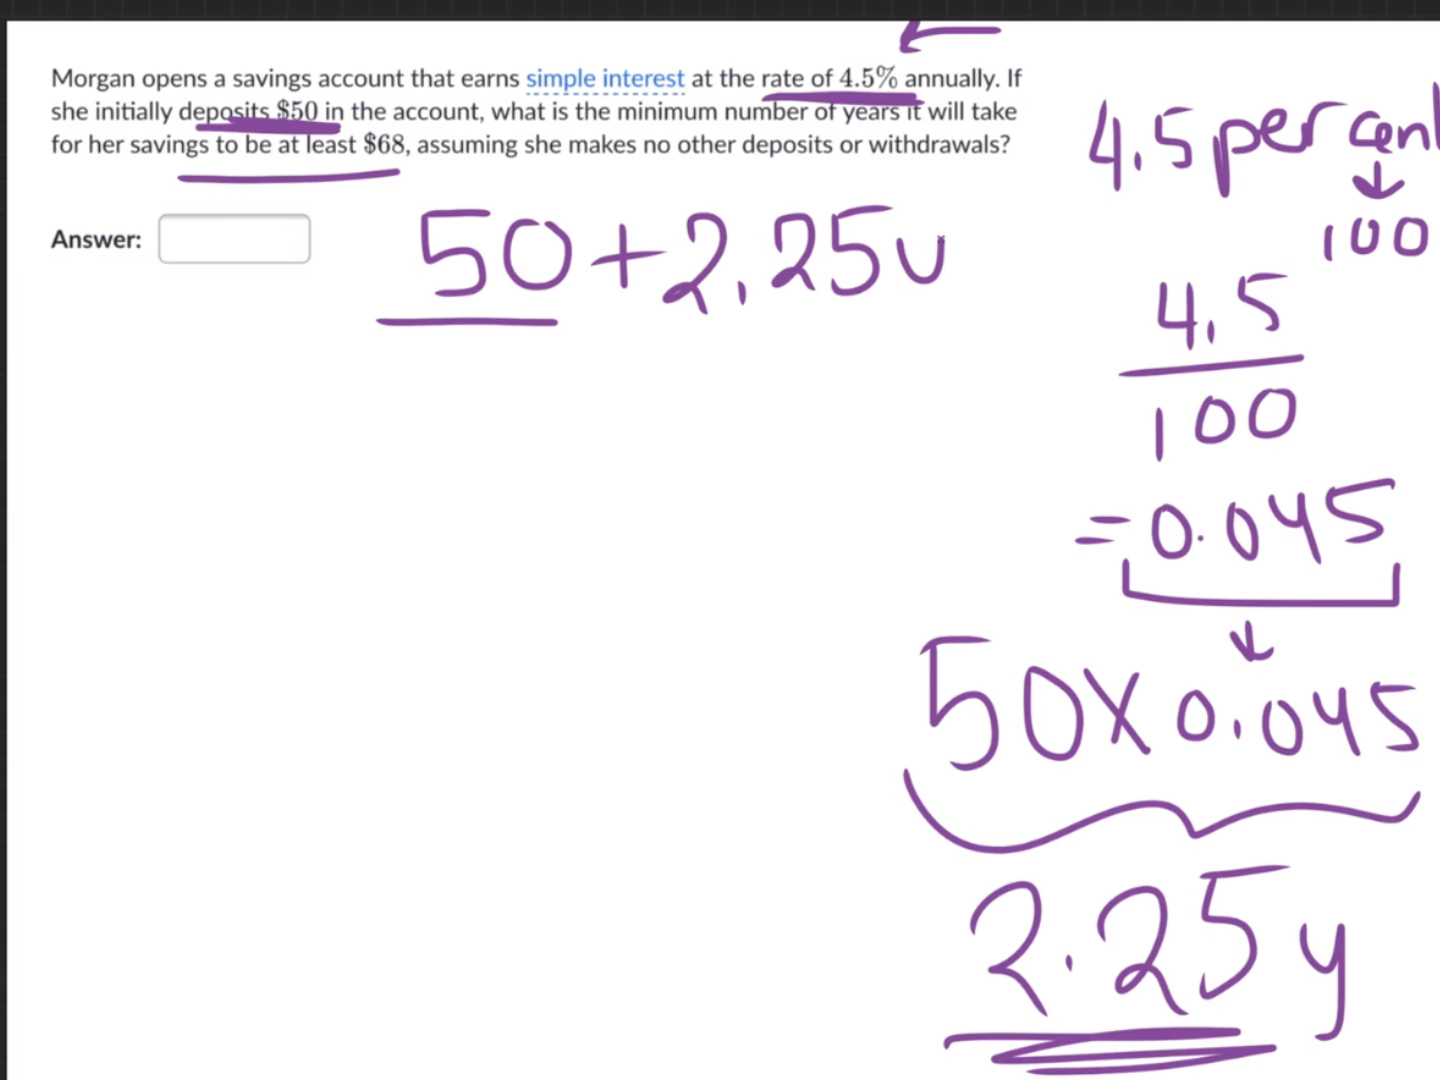 Morgan opens a savings account that earns simple interest at the rate of 4.5% annually. If
she initially deposits $50 in the account, what is the minimum number of years it will take
for her savings to be at least $68, assuming she makes no other deposits or withdrawals?
Answer:
50+2.25
4.5 per cent
100
4.5
100
=0.045
50X0.045
2.25y